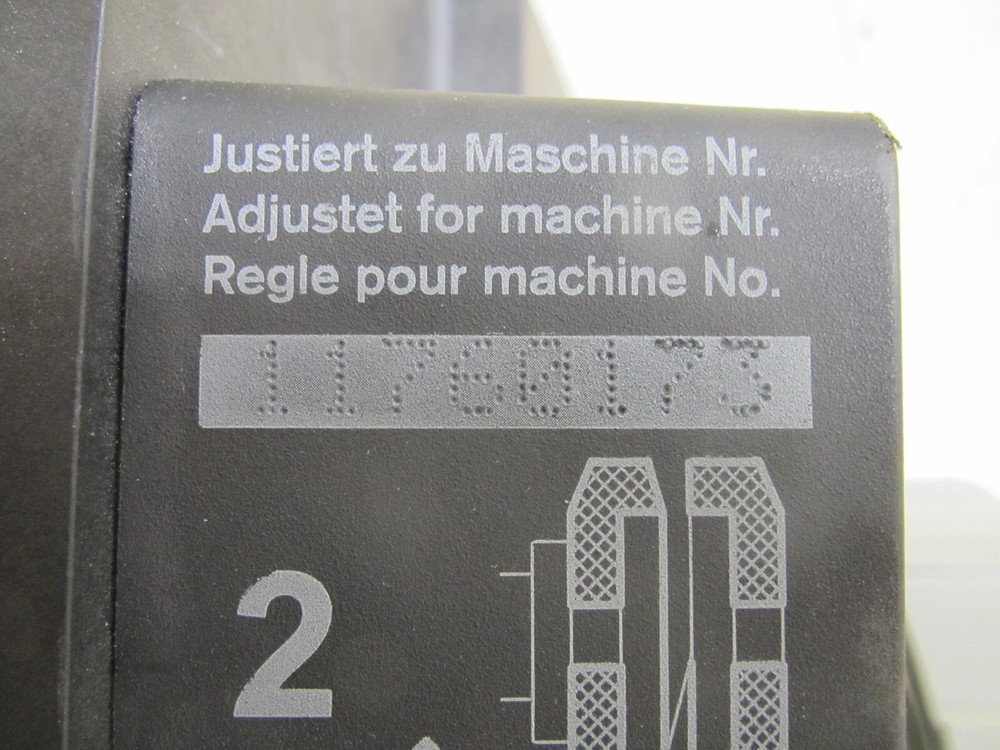 Justiert zu Maschine Nr.
Adjustet for machine Nr.
Regle pour machine No.
11760173
2